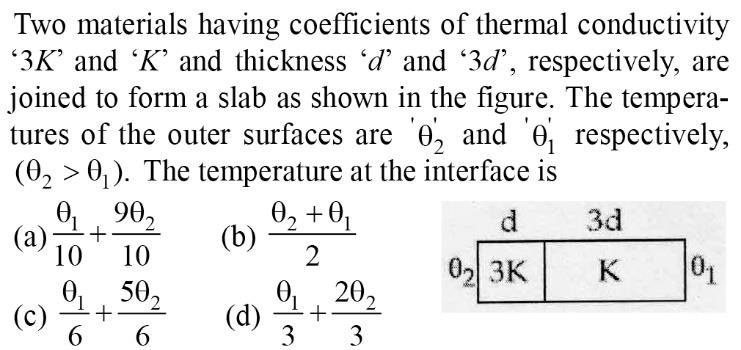 Two materials having coefficients of thermal conductivity
‘3K’ and ‘K’ and thickness ‘d’ and ‘3d’, respectively, are
joined to form a slab as shown in the figure. The tempera-
tures of the outer surfaces are 'θ₂' and 'θ₁' respectively,
(θ₂ > θ₁). The temperature at the interface is
(a) θ₁/10 + 9θ₂/10 (b) (θ₂ + θ₁)/2
(c) θ₁/6 + 5θ₂/6 (d) θ₁/3 + 2θ₂/3
d 3d
θ₂ 3K K θ₁